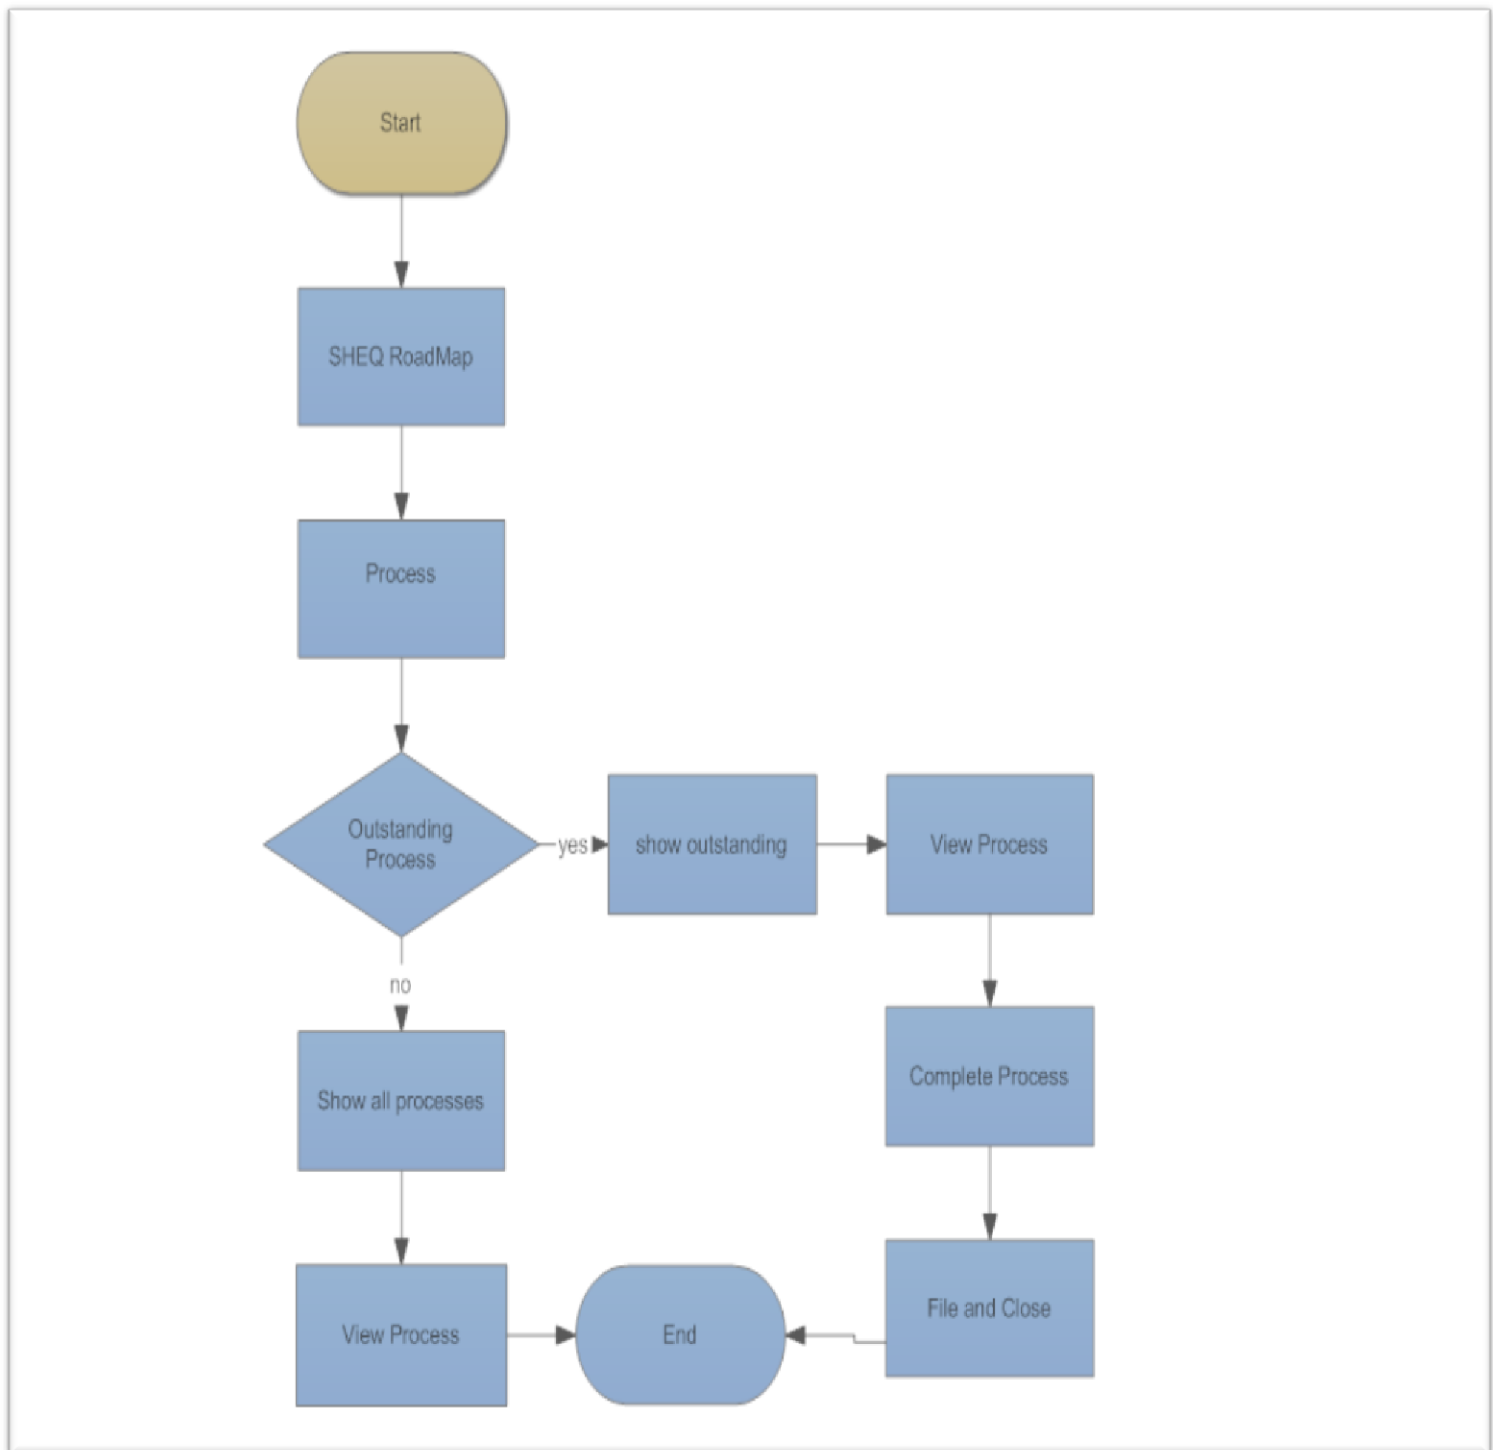 Start
SHEQ RoadMap
Process
Outstanding
Process
yes
show outstanding
View Process
no
Complete Process
Show all processes
File and Close
View Process
End